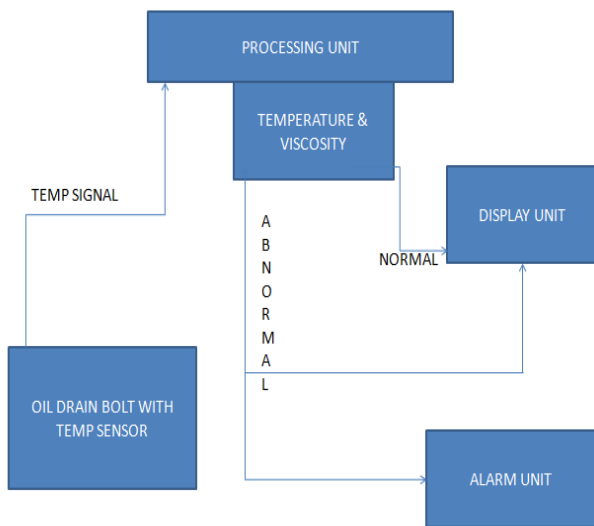 PROCESSING UNIT
TEMPERATURE &
VISCOSITY
TEMP SIGNAL
A
B
N
O
R
M
A
L
NORMAL
DISPLAY UNIT
OIL DRAIN BOLT WITH
TEMP SENSOR
ALARM UNIT